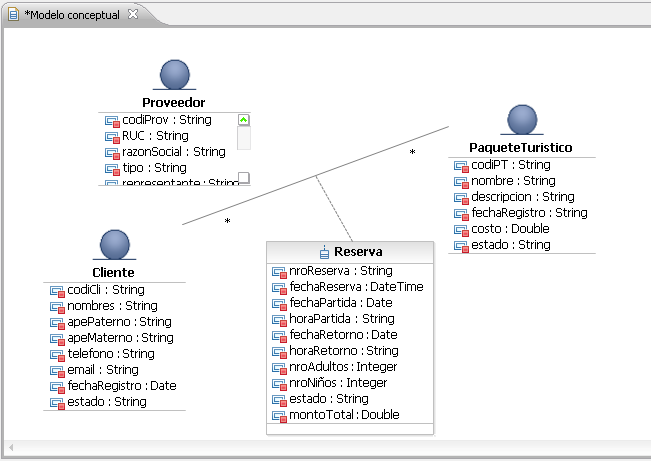 *Modelo conceptual
Proveedor
codiProv : String
RUC : String
razonSocial : String
tipo : String
representante : String
*
PaqueteTuristico
codiPT : String
nombre : String
descripcion : String
fechaRegistro : String
costo : Double
estado : String
*
Cliente
codiCli : String
nombres : String
apePaterno : String
apeMaterno : String
telefono : String
email : String
fechaRegistro : Date
estado : String
Reserva
nroReserva : String
fechaReserva : DateTime
fechaPartida : Date
horaPartida : String
fechaRetorno : Date
horaRetorno : String
nroAdultos : Integer
nroNiños : Integer
estado : String
montoTotal : Double